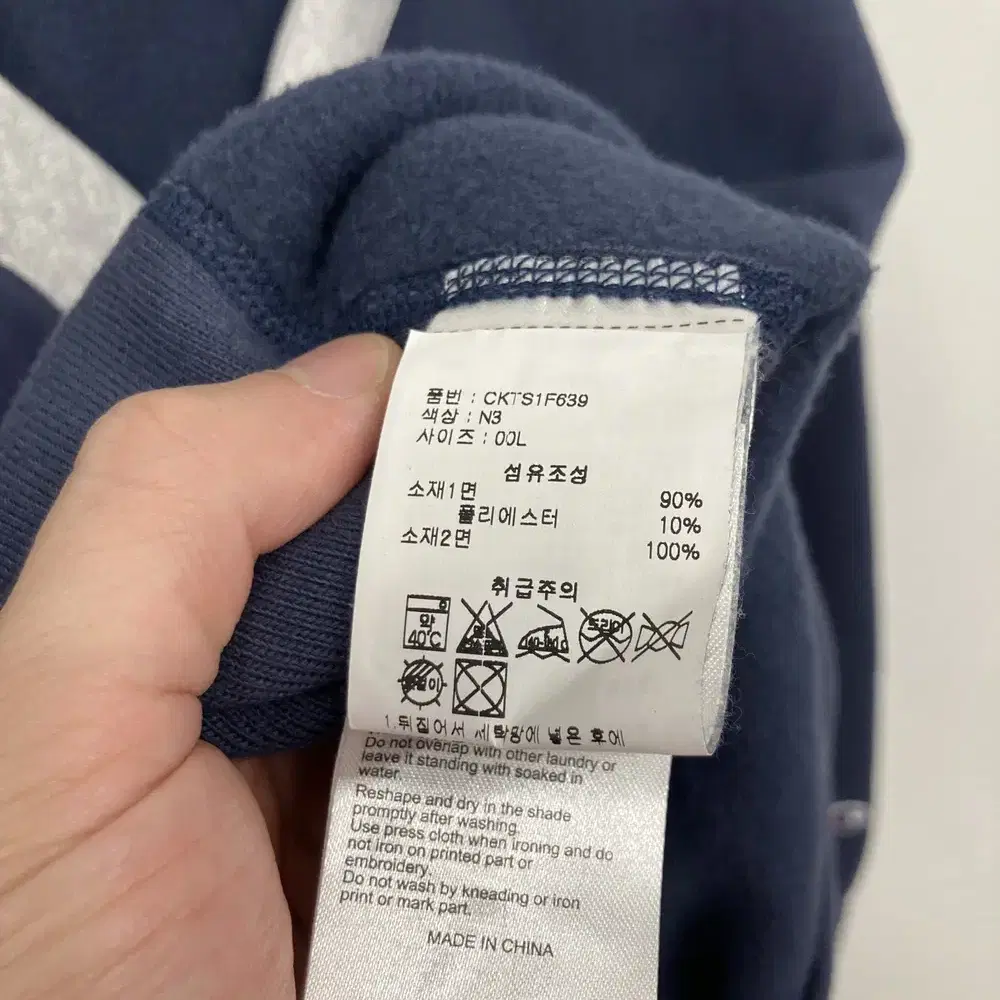 품번 : CKTS1F639
색상 : N3
사이즈 : 00L
섬유조성
소재1면 90%
폴리에스터 10%
소재2면 100%
취급주의
약
40℃
드라이
1.뒤집어서 세탁망에 넣은 후에
Do not overlap with other laundry or
leave it standing with soaked in
water.
Reshape and dry in the shade
promptly after washing.
Use press cloth when ironing and do
not iron on printed part or
embroidery.
Do not wash by kneading or iron
print or mark part.
MADE IN CHINA